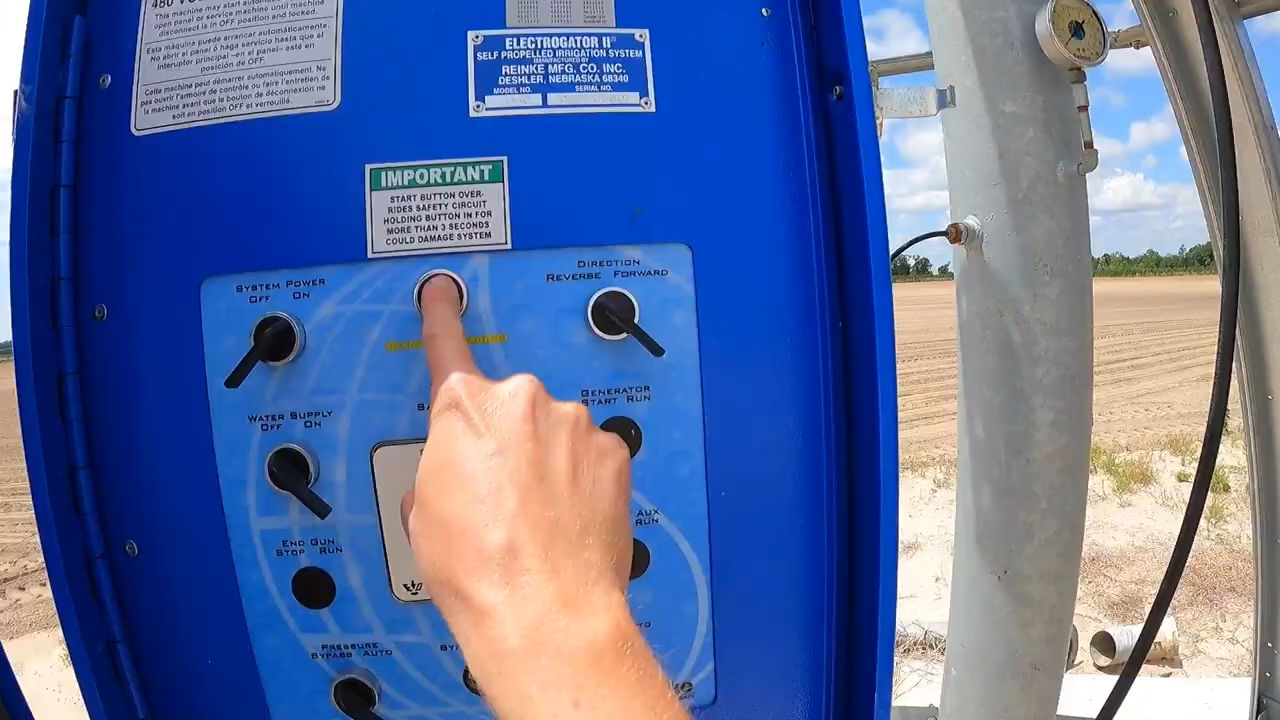 480 VO
This machine may start automa
open panel or service machine until
disconnect is in OFF position and locked.
Esta máquina puede arrancar automáticamente.
No abrir el panel ó haga servicio hasta que el
interruptor principal-en el panel- esté en
posición de OFF.
Cette machine peut démarrer automatiquement. Ne
pas ouvrir l'armoire de contrôle ou faire l'entretien de
la machine avant que le bouton de déconnexion ne
soit en position OFF et verrouillé.
ELECTROGATOR II®
SELF PROPELLED IRRIGATION SYSTEM
MANUFACTURED BY
REINKE MFG. CO. INC.
DESHLER, NEBRASKA 68340
MODEL NO. SERIAL NO.
IMPORTANT
START BUTTON OVER-
RIDES SAFETY CIRCUIT
HOLDING BUTTON IN FOR
MORE THAN 3 SECONDS
COULD DAMAGE SYSTEM
SYSTEM POWER
OFF ON
DIRECTION
REVERSE FORWARD
WATER SUPPLY
OFF ON
GENERATOR
START RUN
END GUN
STOP RUN
AUX
RUN
PRESSURE
BYPASS AUTO